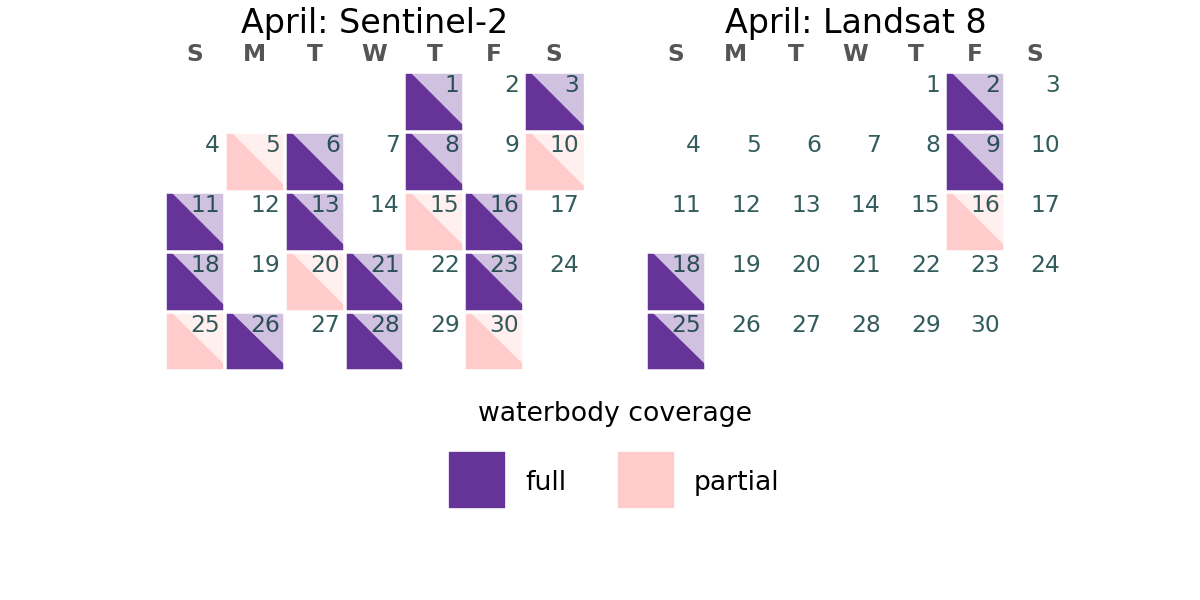 April: Sentinel-2
S M T W T F S
1 2 3
4 5 6 7 8 9 10
11 12 13 14 15 16 17
18 19 20 21 22 23 24
25 26 27 28 29 30
April: Landsat 8
S M T W T F S
1 2 3
4 5 6 7 8 9 10
11 12 13 14 15 16 17
18 19 20 21 22 23 24
25 26 27 28 29 30
waterbody coverage
full partial